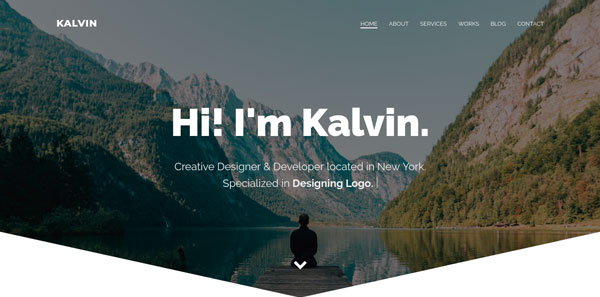 KALVIN
HOME ABOUT SERVICES WORKS BLOG CONTACT
Hi! I'm Kalvin.
Creative Designer & Developer located in New York.
Specialized in Designing Logo. |